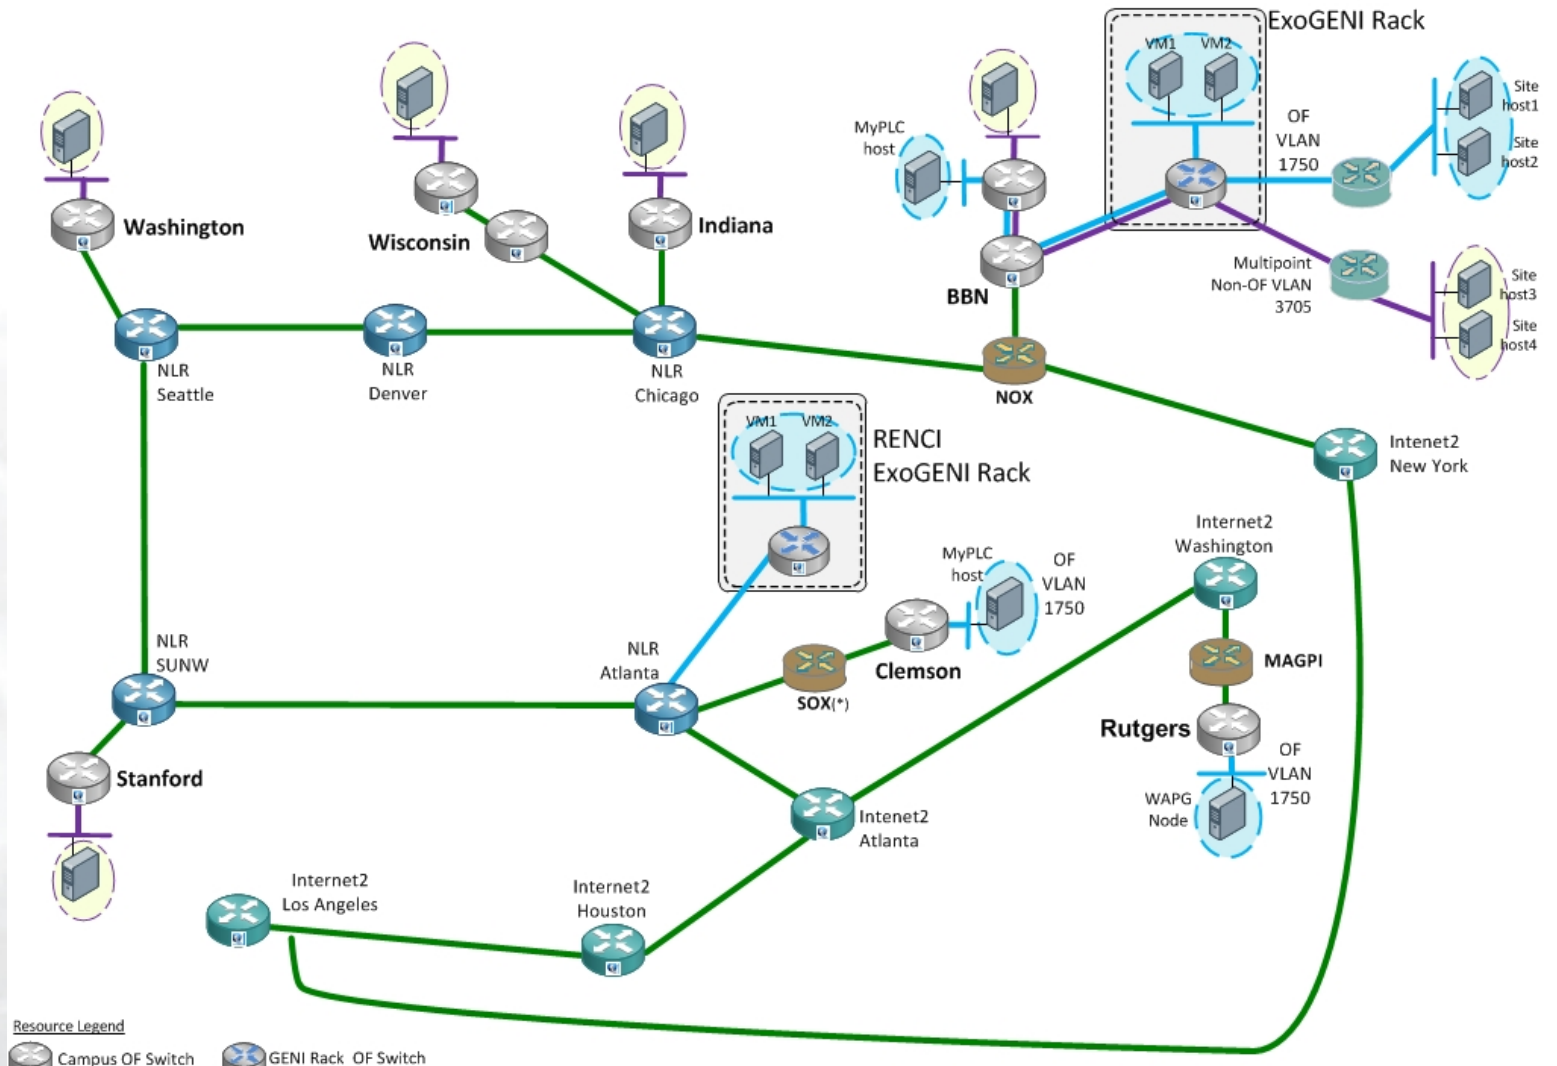 ExoGENI Rack
VM1
VM2
Site
host1
Site
host2
OF
VLAN
1750
MyPLC
host
Washington
Wisconsin
Indiana
BBN
Multipoint
Non-OF VLAN
3705
Site
host3
Site
host4
NLR
Seattle
NLR
Denver
NLR
Chicago
NOX
VM1
VM2
RENCI
ExoGENI Rack
Intenet2
New York
Internet2
Washington
MyPLC
host
OF
VLAN
1750
Clemson
NLR
SUNW
NLR
Atlanta
SOX(*)
MAGPI
Rutgers
OF
VLAN
1750
WAPG
Node
Stanford
Intenet2
Atlanta
Internet2
Los Angeles
Internet2
Houston
Resource Legend
Campus OF Switch
GENI Rack OF Switch